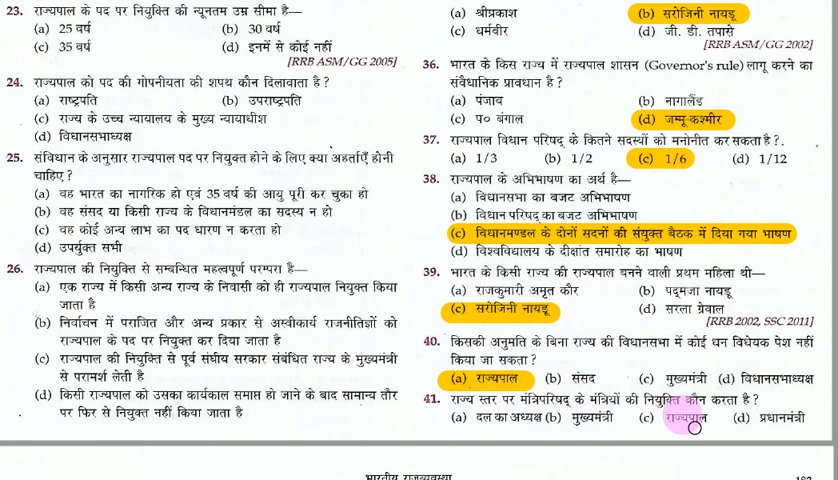 23. राज्यपाल के पद पर नियुक्ति की न्यूनतम उम्र सीमा है—
(a) 25 वर्ष (b) 30 वर्ष
(c) 35 वर्ष (d) इनमें से कोई नहीं
[RRB ASM/GG 2005]
24. राज्यपाल को पद की गोपनीयता की शपथ कौन दिलावाता है ?
(a) राष्ट्रपति (b) उपराष्ट्रपति
(c) राज्य के उच्च न्यायालय के मुख्य न्यायाधीश
(d) विधानसभाध्यक्ष
25. संविधान के अनुसार राज्यपाल पद पर नियुक्त होने के लिए क्या अहर्ताएँ होनी
चाहिए ?
(a) वह भारत का नागरिक हो एवं 35 वर्ष की आयु पूरी कर चुका हो
(b) वह संसद या किसी राज्य के विधानमंडल का सदस्य न हो
(c) वह कोई अन्य लाभ का पद धारण न करता हो
(d) उपर्युक्त सभी
26. राज्यपाल की नियुक्ति से सम्बन्धित महत्वपूर्ण परम्परा है—
(a) एक राज्य में किसी अन्य राज्य के निवासी को ही राज्यपाल नियुक्त किया
जाता है
(b) निर्वाचन में पराजित और अन्य प्रकार से अस्वीकार्य राजनीतिज्ञों को
राज्यपाल के पद पर नियुक्त कर दिया जाता है
(c) राज्यपाल की नियुक्ति से पूर्व संघीय सरकार संबंधित राज्य के मुख्यमंत्री
से परामर्श लेती है
(d) किसी राज्यपाल को उसका कार्यकाल समाप्त हो जाने के बाद सामान्य तौर
पर फिर से नियुक्त नहीं किया जाता है
(a) श्रीप्रकाश (b) सरोजिनी नायडू
(c) धर्मवीर (d) जी. डी. तपासे
[RRB ASM/GG 2002]
36. भारत के किस राज्य में राज्यपाल शासन (Governor's rule) लागू करने का
संवैधानिक प्रावधान है ?
(a) पंजाद (b) नागालैंड
(c) प० बंगाल (d) जम्मू-कश्मीर
37. राज्यपाल विधान परिषद् के कितने सदस्यों को मनोनीत कर सकता है ?.
(a) 1/3 (b) 1/2 (c) 1/6 (d) 1/12
38. राज्यपाल के अभिभाषण का अर्थ है—
(a) विधानसभा का बजट अभिभाषण
(b) विधान परिषद् का बजट अभिभाषण
(c) विधानमण्डल के दोनों सदनों की संयुक्त बैठक में दिया गया भाषण
(d) विश्वविद्यालय के दीक्षांत समारोह का भाषण
39. भारत के किसी राज्य की राज्यपाल बनने वाली प्रथम महिला थी—
(a) राजकुमारी अमृत कौर (b) पद्मजा नायडू
(c) सरोजिनी नायडू (d) सरला ग्रेवाल
[RRB 2002, SSC 2011]
40. किसकी अनुमति के बिना राज्य की विधानसभा में कोई धन विधेयक पेश नहीं
किया जा सकता ?
(a) राज्यपाल (b) संसद (c) मुख्यमंत्री (d) विधानसभाध्यक्ष
41. राज्य स्तर पर मंत्रिपरिषद् के मंत्रियों की नियुक्ति कौन करता है ?
(a) दल का अध्यक्ष (b) मुख्यमंत्री (c) राज्यपाल (d) प्रधानमंत्री
भारतीय राजव्यवस्था